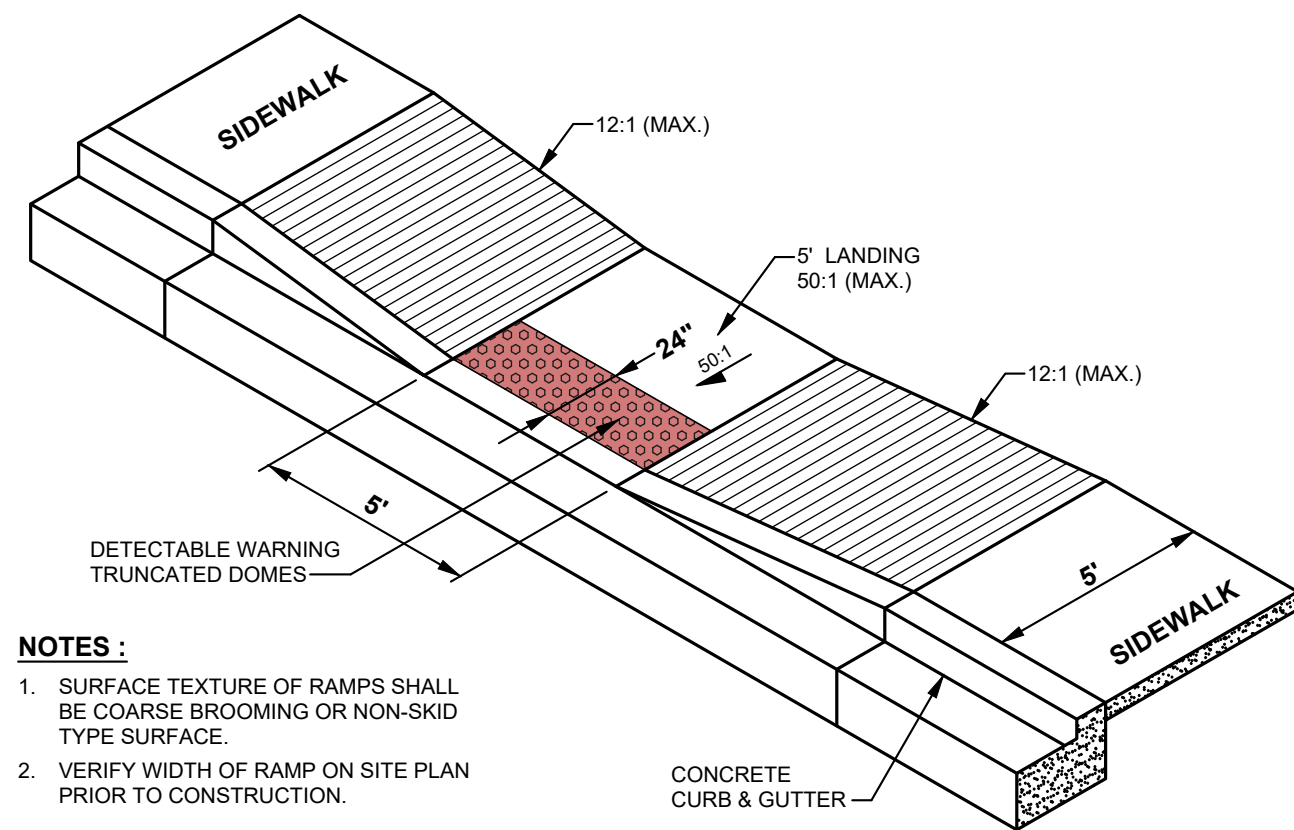 SIDEWALK
12:1 (MAX.)
5' LANDING
50:1 (MAX.)
24"
50:1
12:1 (MAX.)
5'
DETECTABLE WARNING
TRUNCATED DOMES
5'
SIDEWALK
NOTES :
1. SURFACE TEXTURE OF RAMPS SHALL
BE COARSE BROOMING OR NON-SKID
TYPE SURFACE.
2. VERIFY WIDTH OF RAMP ON SITE PLAN
PRIOR TO CONSTRUCTION.
CONCRETE
CURB & GUTTER